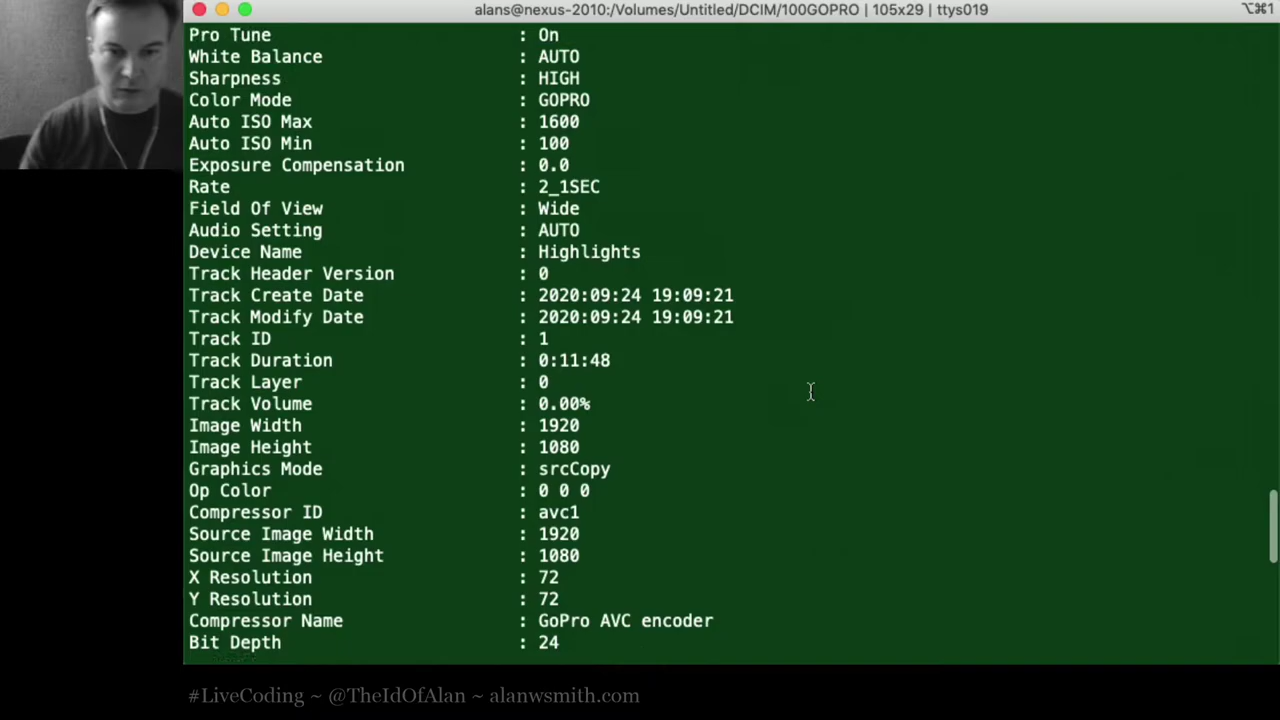 alans@nexus-2010:/Volumes/Untitled/DCIM/100GOPRO | 105x29 | ttys019
⌥⌘1
Pro Tune : On
White Balance : AUTO
Sharpness : HIGH
Color Mode : GOPRO
Auto ISO Max : 1600
Auto ISO Min : 100
Exposure Compensation : 0.0
Rate : 2_1SEC
Field Of View : Wide
Audio Setting : AUTO
Device Name : Highlights
Track Header Version : 0
Track Create Date : 2020:09:24 19:09:21
Track Modify Date : 2020:09:24 19:09:21
Track ID : 1
Track Duration : 0:11:48
Track Layer : 0
Track Volume : 0.00%
Image Width : 1920
Image Height : 1080
Graphics Mode : srcCopy
Op Color : 0 0 0
Compressor ID : avc1
Source Image Width : 1920
Source Image Height : 1080
X Resolution : 72
Y Resolution : 72
Compressor Name : GoPro AVC encoder
Bit Depth : 24
#LiveCoding ~ @TheIdOfAlan ~ alanwsmith.com